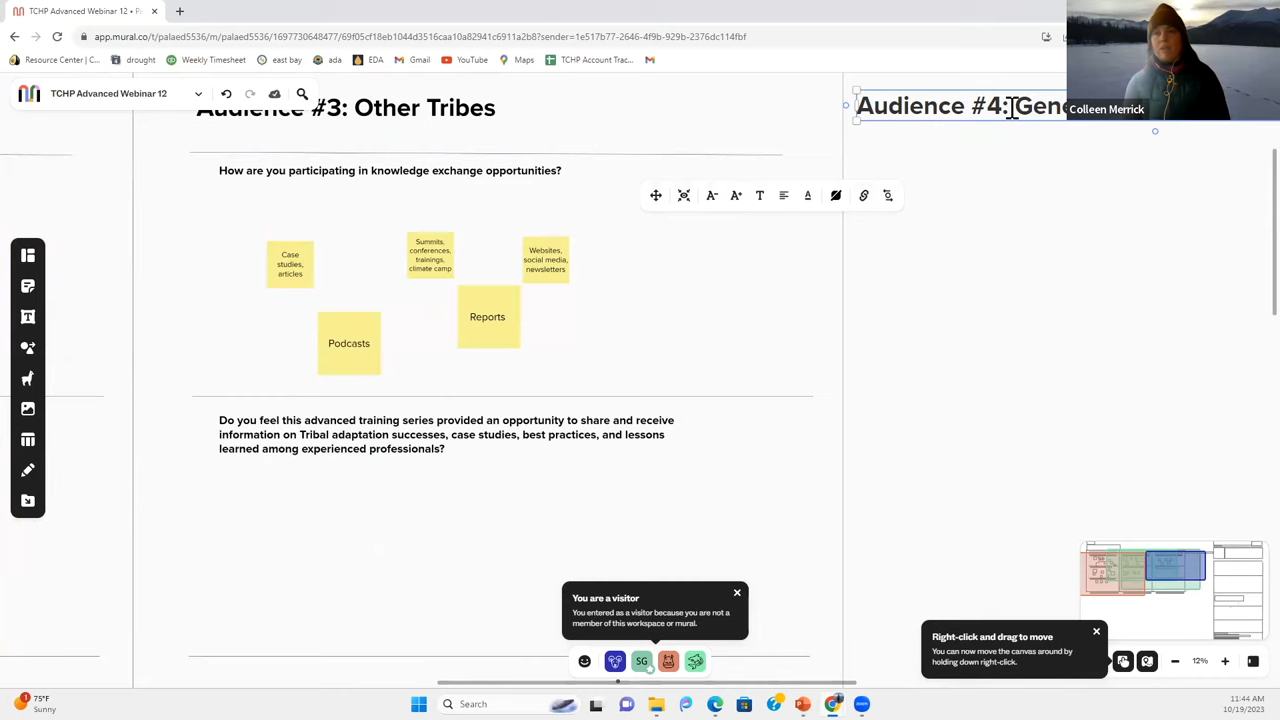 TCHP Advanced Webinar 12 • Pa
app.mural.co/t/palaed5536/m/palaed5536/1697730648477/69f05cf18eb1044d351c6aa108d2941c6911a2b8?sender=1e517b77-2646-4f9b-929b-2376dc114fbf
Resource Center | C...
drought
Weekly Timesheet
east bay
ada
EDA
Gmail
YouTube
Maps
TCHP Account Trac...
TCHP Advanced Webinar 12
Audience #3: Other Tribes
Audience #4: Gene
Colleen Merrick
How are you participating in knowledge exchange opportunities?
Case
studies,
articles
Summits,
conferences,
trainings,
climate camp
Websites,
social media,
newsletters
Podcasts
Reports
Do you feel this advanced training series provided an opportunity to share and receive
information on Tribal adaptation successes, case studies, best practices, and lessons
learned among experienced professionals?
You are a visitor
You entered as a visitor because you are not a
member of this workspace or mural.
SG
Right-click and drag to move
You can now move the canvas around by
holding down right-click.
12%
1
75°F
Sunny
Search
11:44 AM
10/19/2023